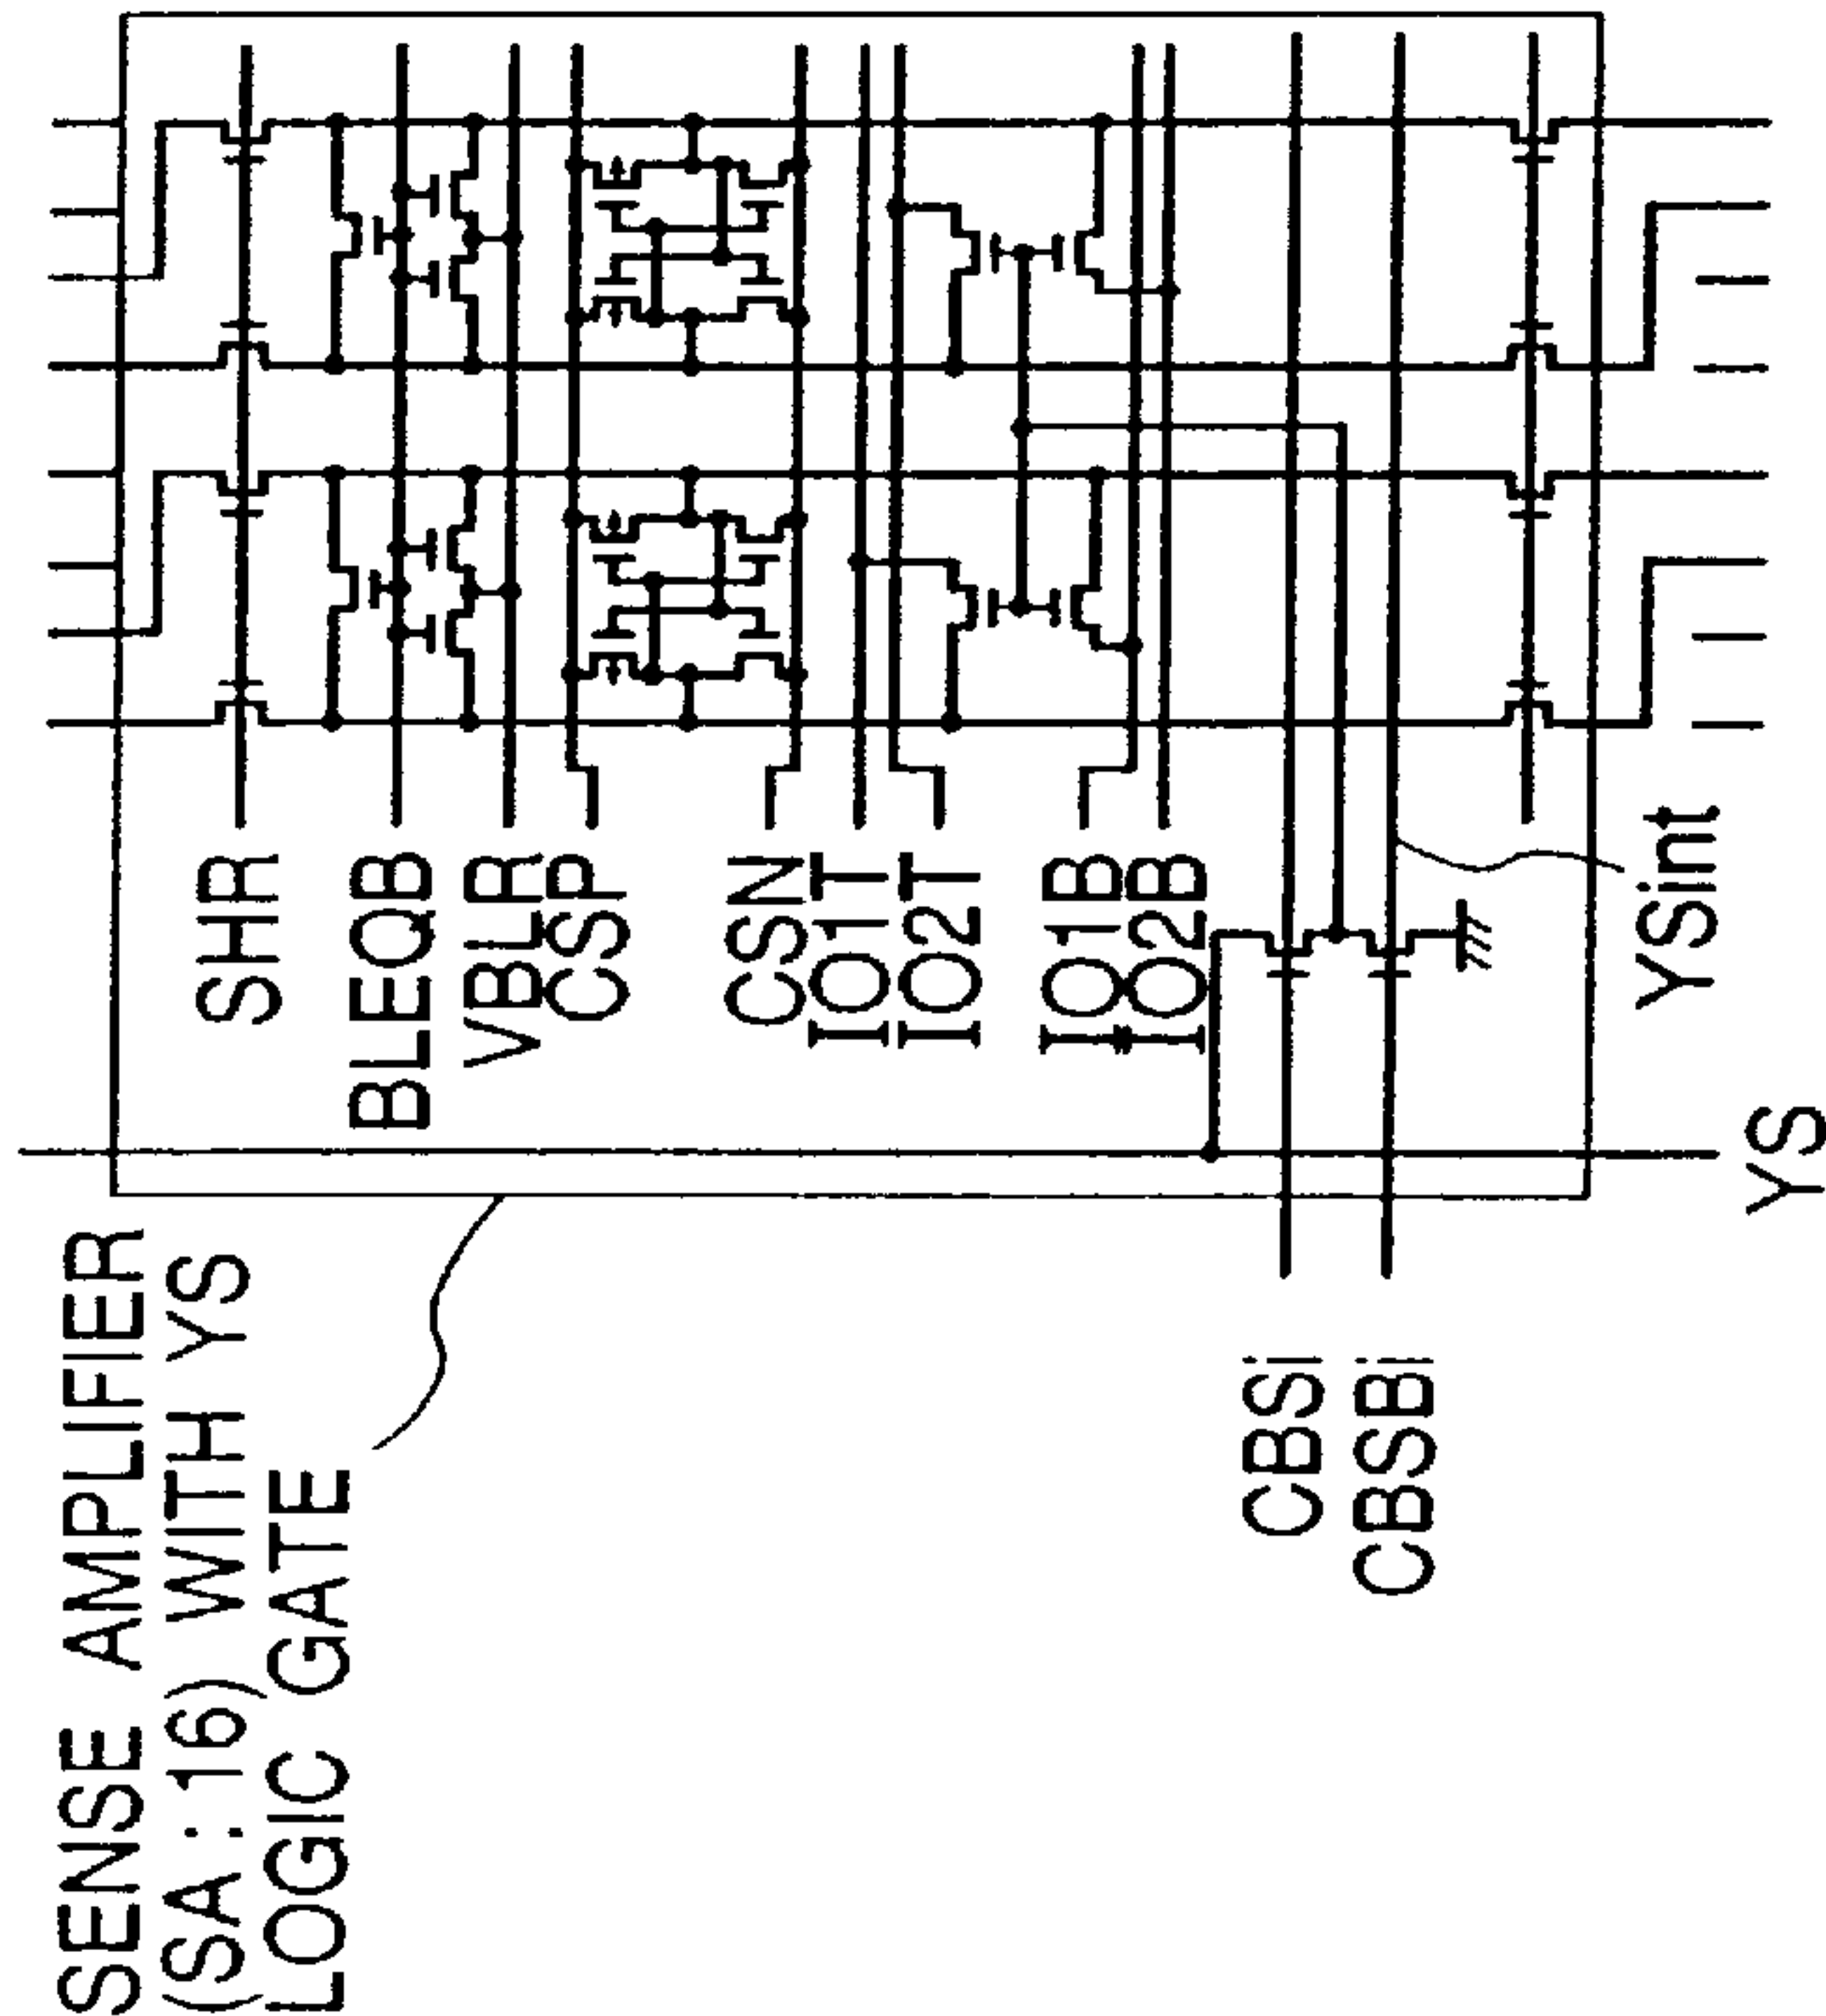 SENSE AMPLIFIER
(SA:16) WITH YS
LOGIC GATE
SHR
BLEQB
VBLR
CSP
CSN
IO1T
IO2T
IO1B
IO2B
CBSi
CBSBi
YSint
YS